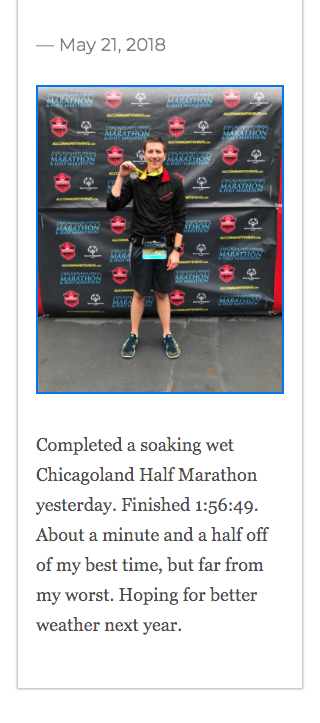 — May 21, 2018
Completed a soaking wet
Chicagoland Half Marathon
yesterday. Finished 1:56:49.
About a minute and a half off
of my best time, but far from
my worst. Hoping for better
weather next year.